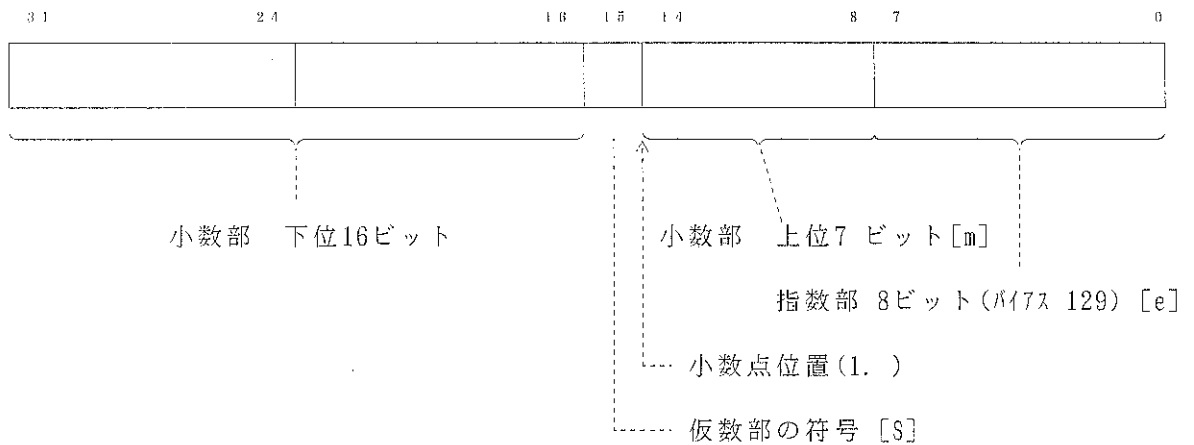 31 24 16 15 14 8 7 0
小数部 下位16ビット 小数部 上位7 ビット[m]
指数部 8ビット(バイアス 129) [e]
小数点位置(1. )
仮数部の符号 [S]